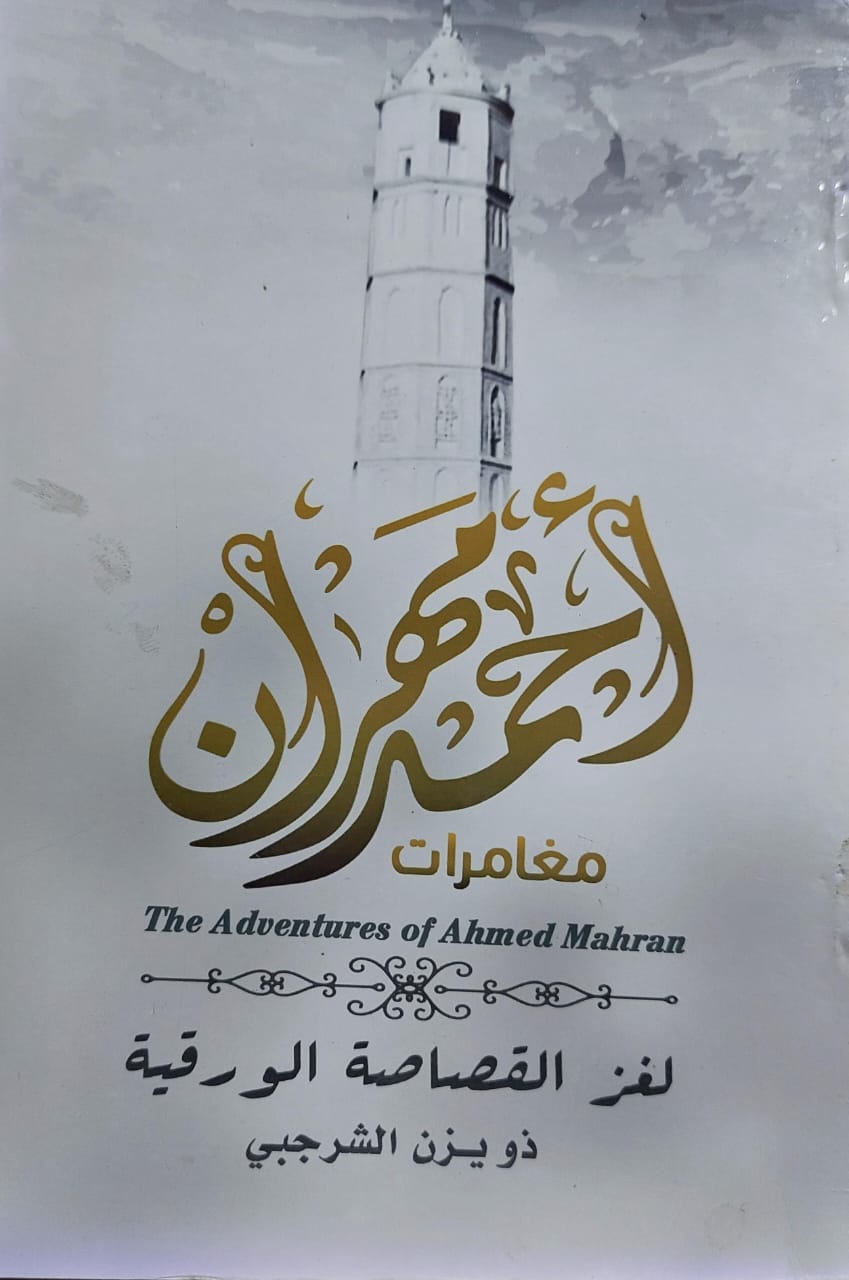 أحمد مهران
مغامرات
The Adventures of Ahmed Mahran
لغز القصاصة الورقية
ذو يزن الشرجبي